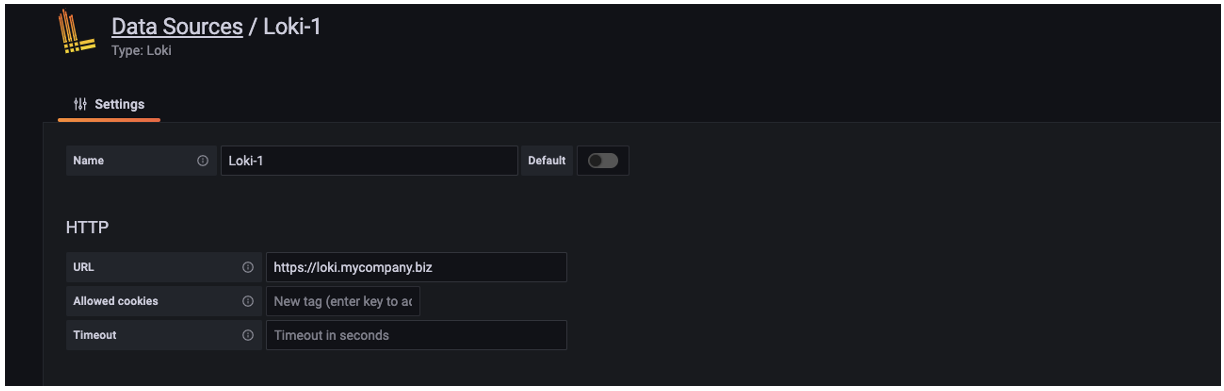 Data Sources / Loki-1
Type: Loki
Settings
Name Loki-1 Default
HTTP
URL https://loki.mycompany.biz
Allowed cookies New tag (enter key to ac
Timeout Timeout in seconds